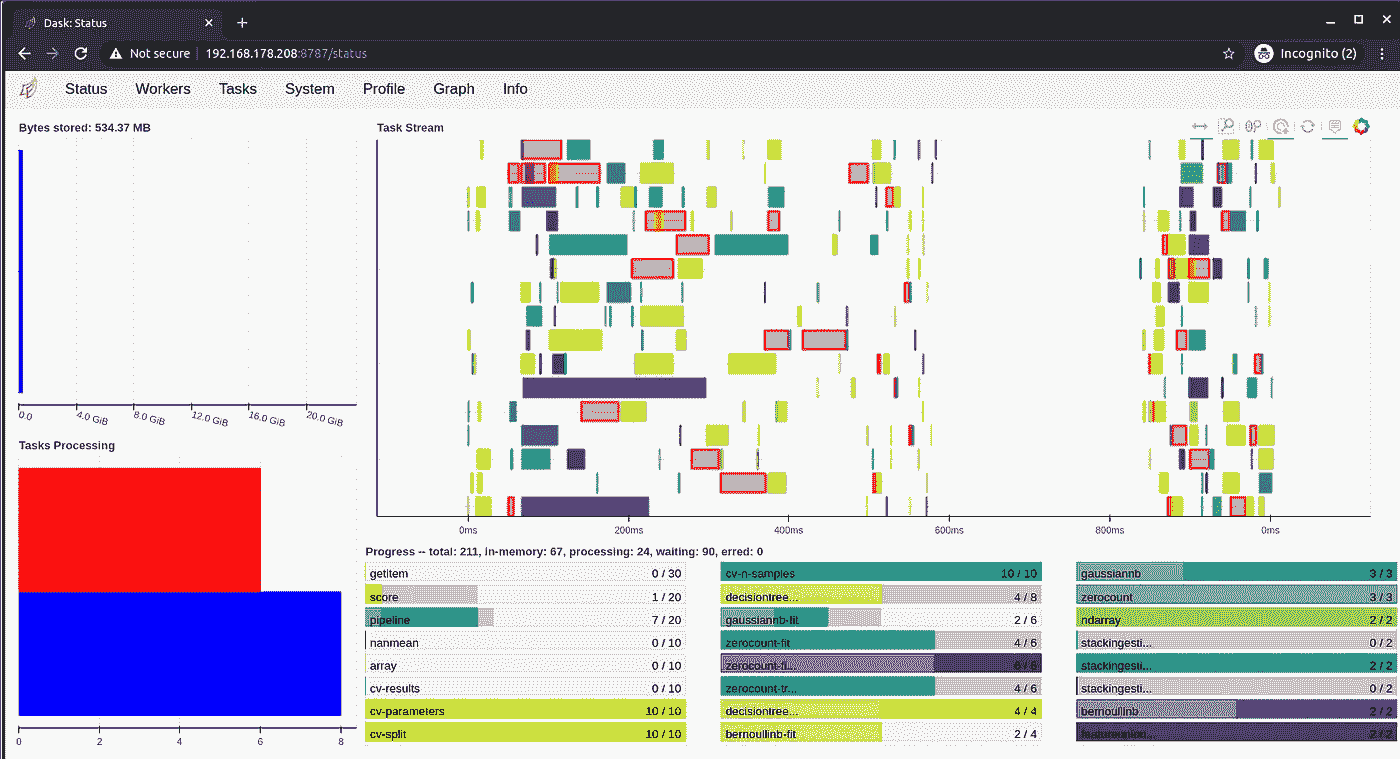 Dask: Status
Not secure 192.168.178.208:8787/status Incognito (2)
Status Workers Tasks System Profile Graph Info
Bytes stored: 534.37 MB
0.0 4.0 GiB 8.0 GiB 12.0 GiB 16.0 GiB 20.0 GiB
Tasks Processing
0 2 4 6 8
Task Stream
0ms 200ms 400ms 600ms 800ms 0ms
Progress -- total: 211, in-memory: 67, processing: 24, waiting: 90, erred: 0
getitem 0 / 30
score 1 / 20
pipeline 7 / 20
nanmean 0 / 10
array 0 / 10
cv-results 0 / 10
cv-parameters 10 / 10
cv-split 10 / 10
cv-n-samples 10 / 10
decisiontree... 4 / 8
gaussiannb-fit 2 / 6
zerocount-fit 4 / 6
zerocount-fi...
zerocount-tr... 4 / 6
decisiontree... 4 / 4
bernoullinb-fit 2 / 4
gaussiannb 3 / 3
zerocount 3 / 3
ndarray 2 / 2
stackingesti... 0 / 2
stackingesti... 2 / 2
stackingesti... 0 / 2
bernoullinb 2 / 2
featureunion... 2 / 2